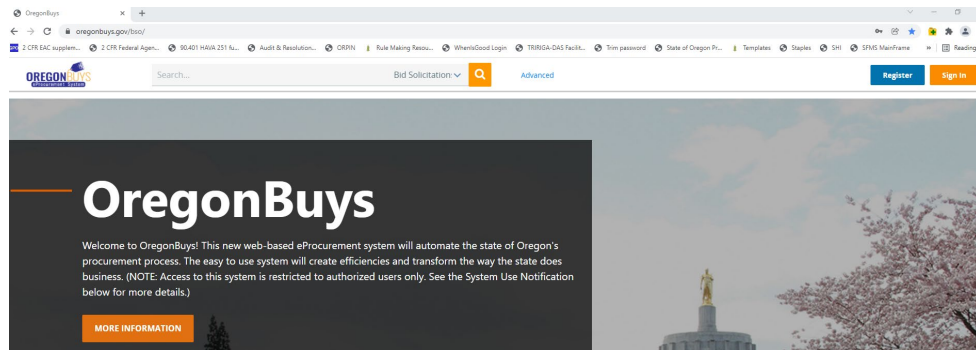 OregonBuys
oregonbuys.gov/bso/
2 CFR EAC supplem... 2 CFR Federal Agen... 90.401 HAVA 251 fu... Audit & Resolution... ORPIN Rule Making Resou... WhenIsGood Login TRIRIGA-DAS Facilit... Trim password State of Oregon Pr... Templates Staples SHI SFMS MainFrame » Reading
OREGONBUYS
eProcurement System
Search... Bid Solicitation: Advanced Register Sign In
OregonBuys
Welcome to OregonBuys! This new web-based eProcurement system will automate the state of Oregon's
procurement process. The easy to use system will create efficiencies and transform the way the state does
business. (NOTE: Access to this system is restricted to authorized users only. See the System Use Notification
below for more details.)
MORE INFORMATION